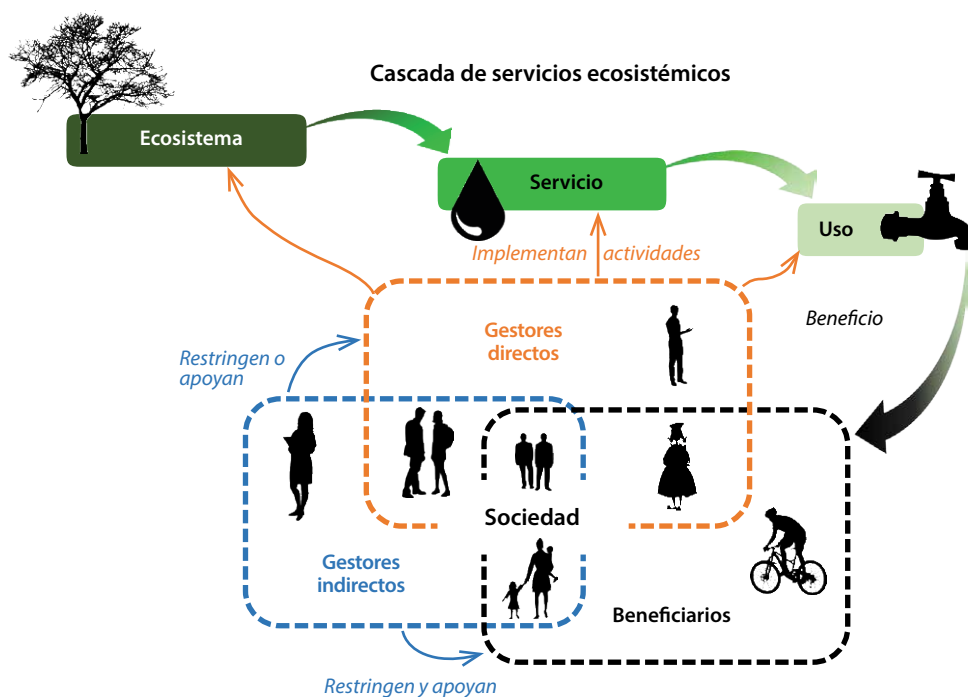 Cascada de servicios ecosistémicos
Ecosistema
Servicio
Uso
Implementan actividades
Beneficio
Gestores
directos
Restringen o
apoyan
Sociedad
Gestores
indirectos
Beneficiarios
Restringen y apoyan